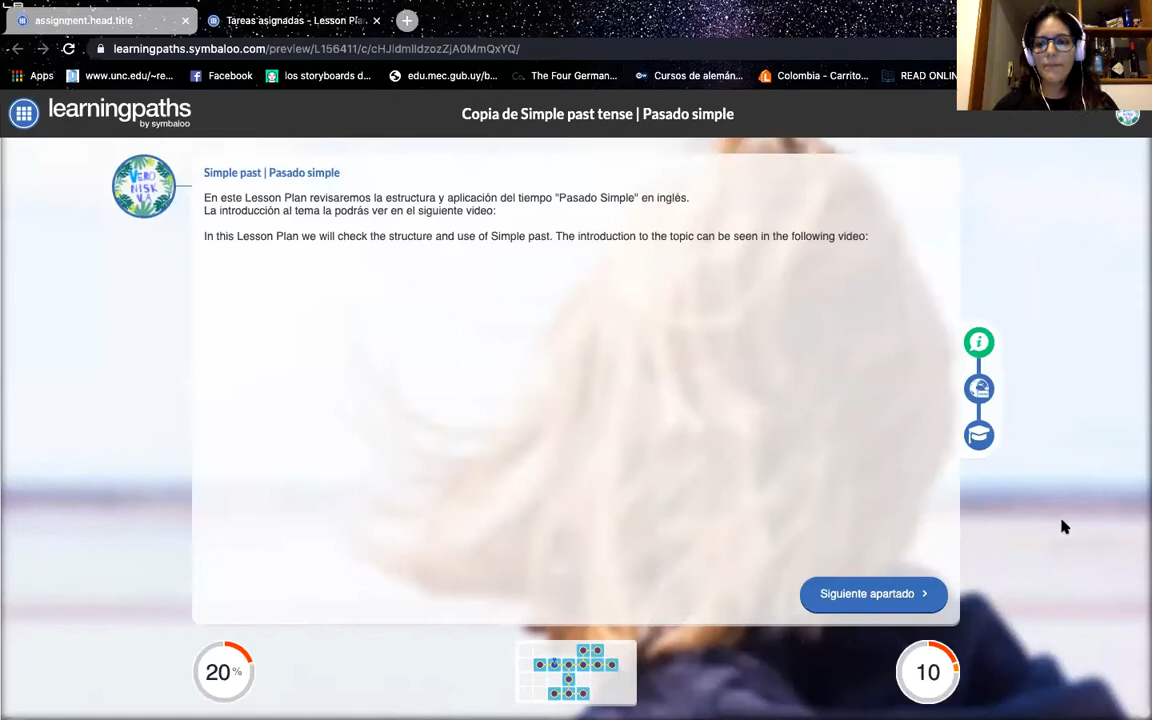 assignment.head.title
Tareas asignadas - Lesson Pla
learningpaths.symbaloo.com/preview/L156411/c/
Apps
www.unc.edu/~re...
Facebook
los storyboards d...
edu.mec.gub.uy/b...
The Four German...
Cursos de alemán...
Colombia - Carrito...
READ ONLIN
learningpaths
by symbaloo
Copia de Simple past tense | Pasado simple
VERO
NISK
VA
Simple past | Pasado simple
En este Lesson Plan revisaremos la estructura y aplicación del tiempo "Pasado Simple" en inglés.
La introducción al tema la podrás ver en el siguiente video:
In this Lesson Plan we will check the structure and use of Simple past. The introduction to the topic can be seen in the following video:
Siguiente apartado
20%
10